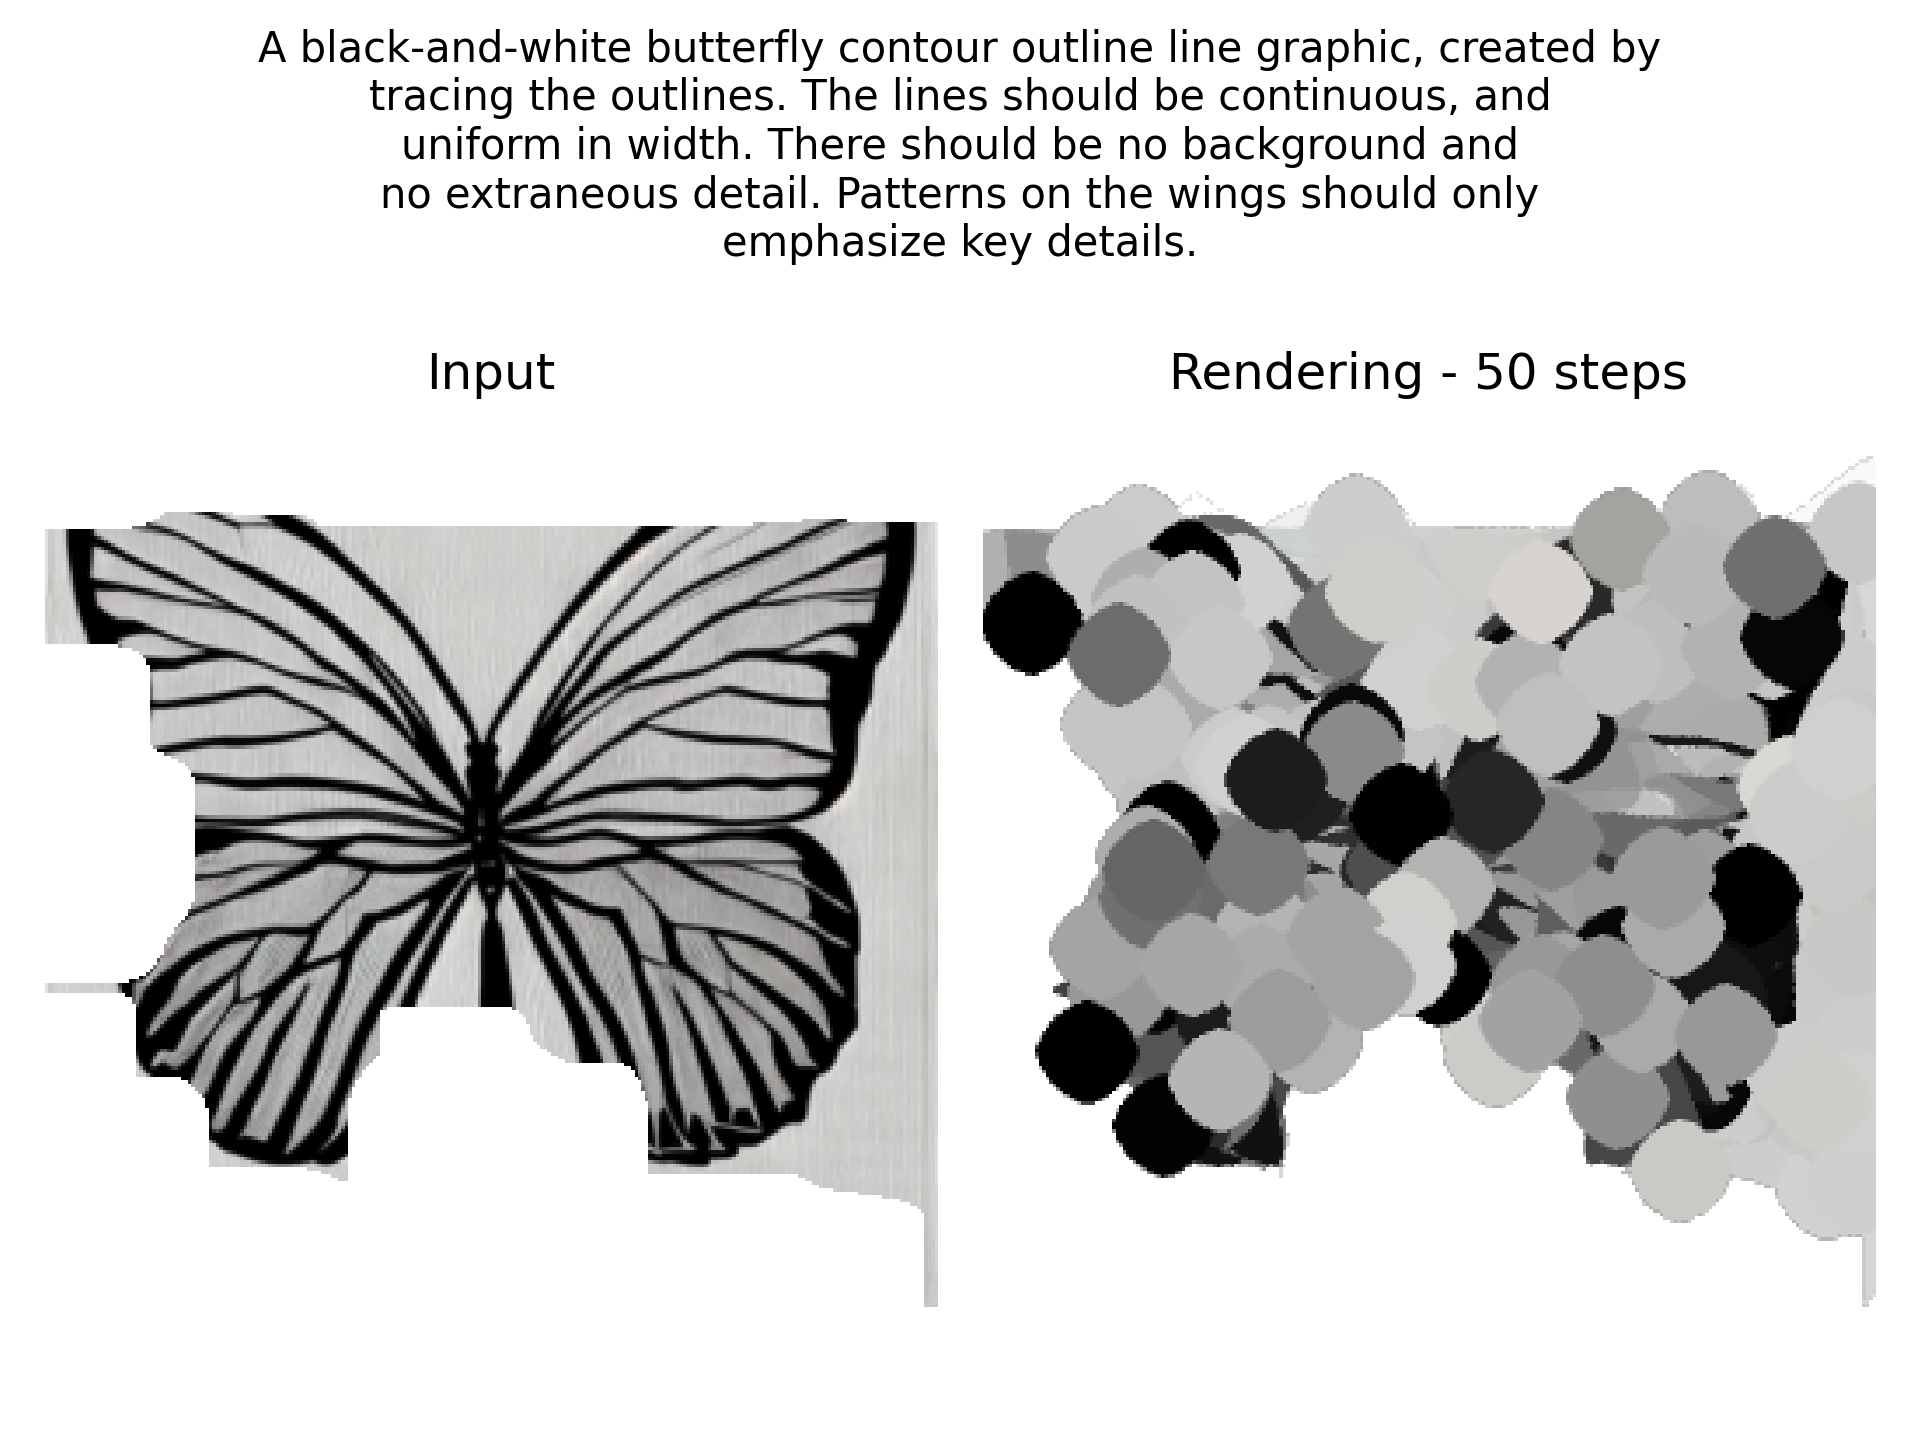 A black-and-white butterfly contour outline line graphic, created by
tracing the outlines. The lines should be continuous, and
uniform in width. There should be no background and
no extraneous detail. Patterns on the wings should only
emphasize key details.
Input
Rendering - 50 steps